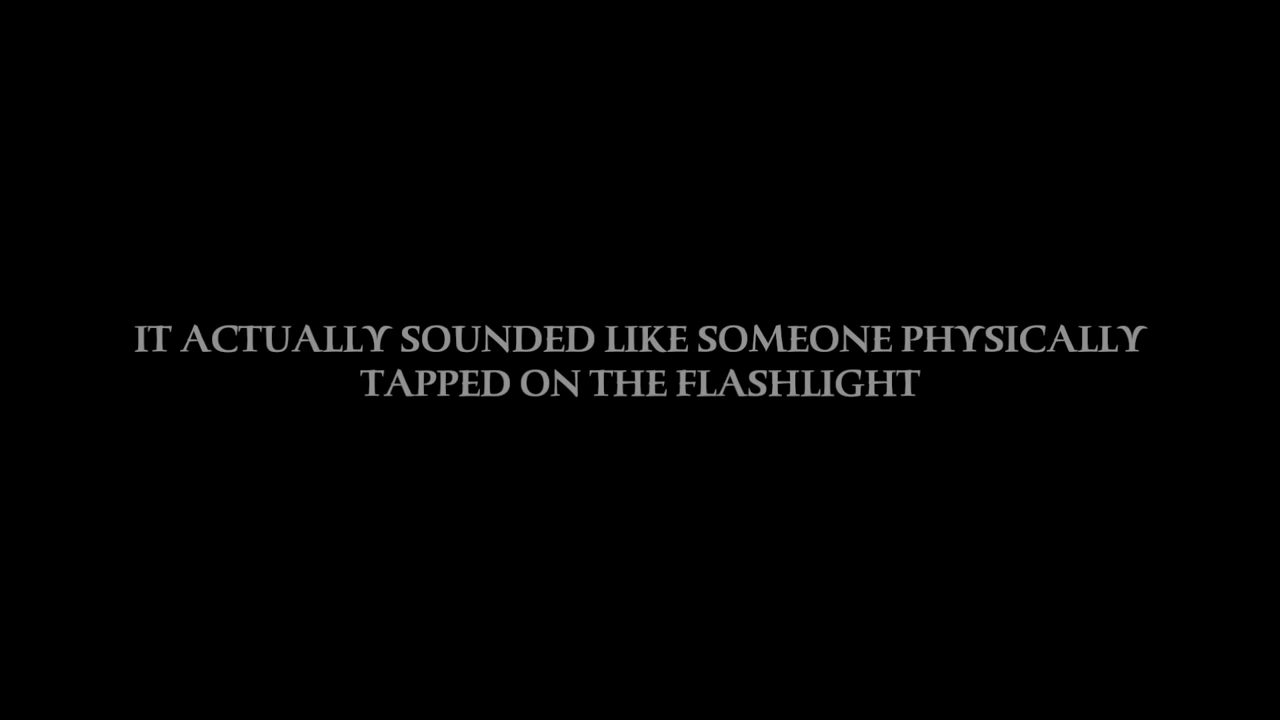 IT ACTUALLY SOUNDED LIKE SOMEONE PHYSICALLY
TAPPED ON THE FLASHLIGHT